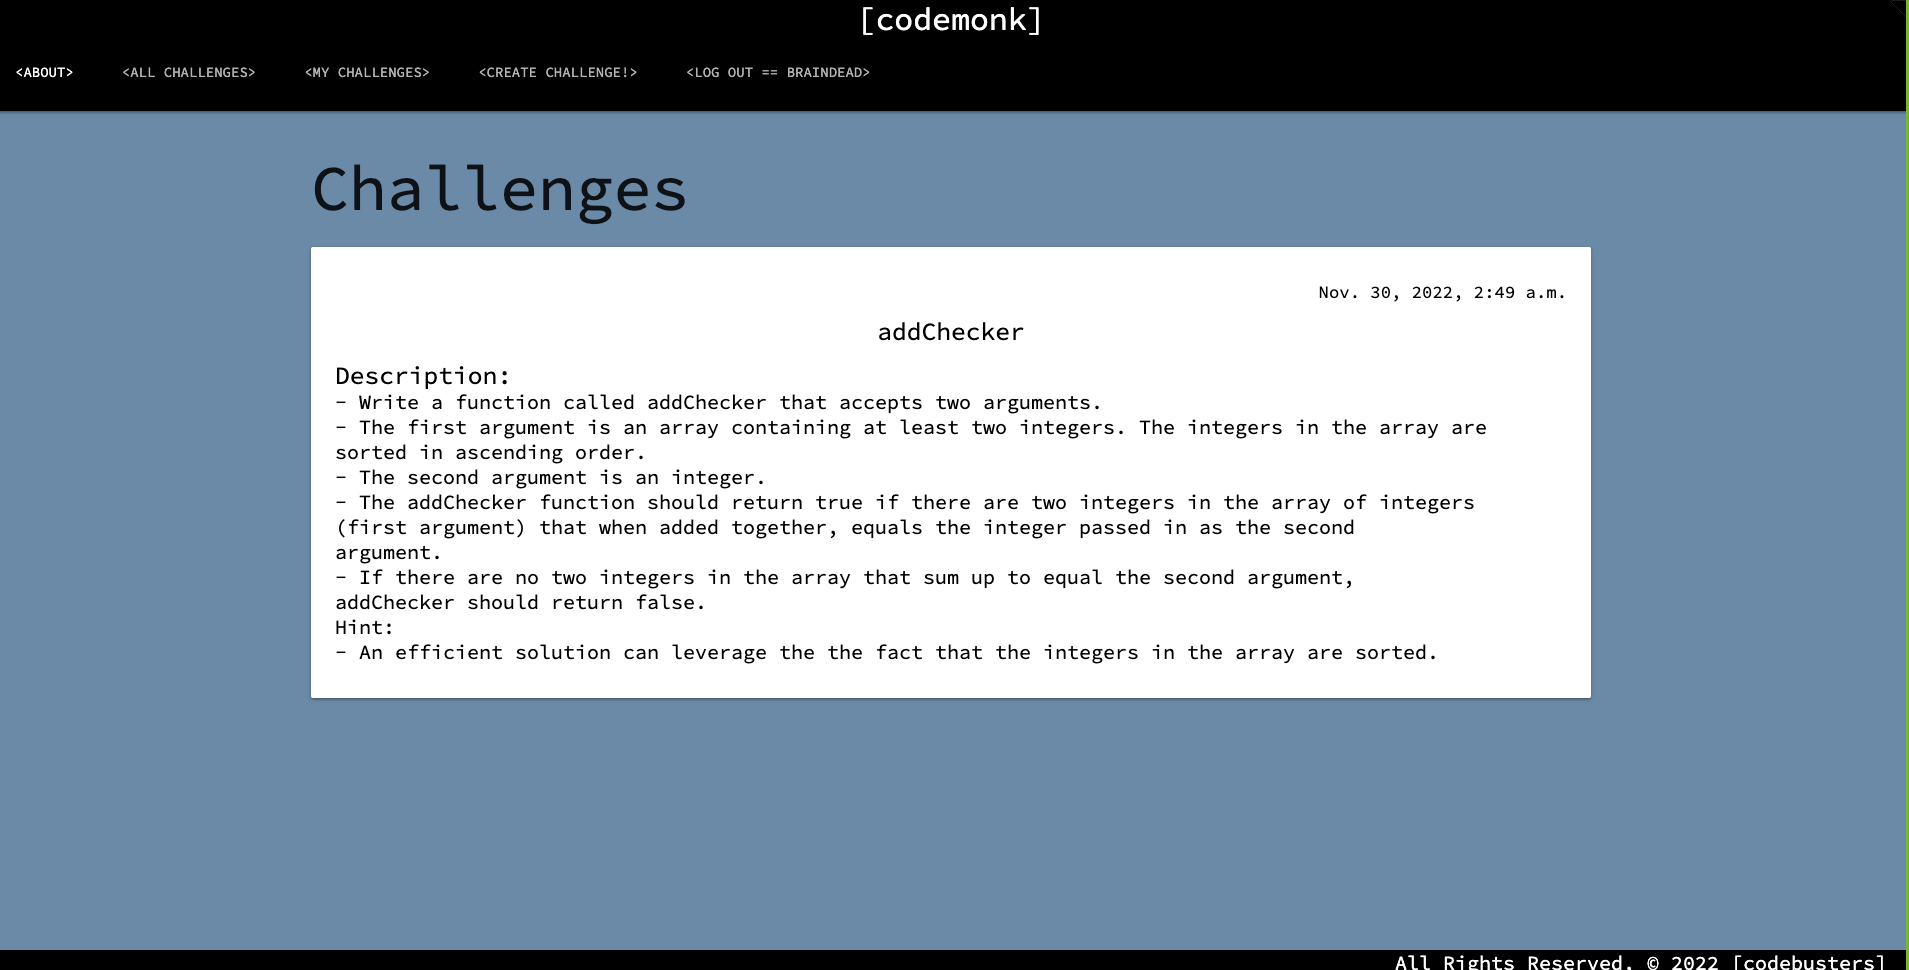 [codemonk]
<ABOUT> <ALL CHALLENGES> <MY CHALLENGES> <CREATE CHALLENGE!> <LOG OUT == BRAINDEAD>
Challenges
Nov. 30, 2022, 2:49 a.m.
addChecker
Description:
- Write a function called addChecker that accepts two arguments.
- The first argument is an array containing at least two integers. The integers in the array are
sorted in ascending order.
- The second argument is an integer.
- The addChecker function should return true if there are two integers in the array of integers
(first argument) that when added together, equals the integer passed in as the second
argument.
- If there are no two integers in the array that sum up to equal the second argument,
addChecker should return false.
Hint:
- An efficient solution can leverage the the fact that the integers in the array are sorted.
All Rights Reserved, © 2022 [codebusters]